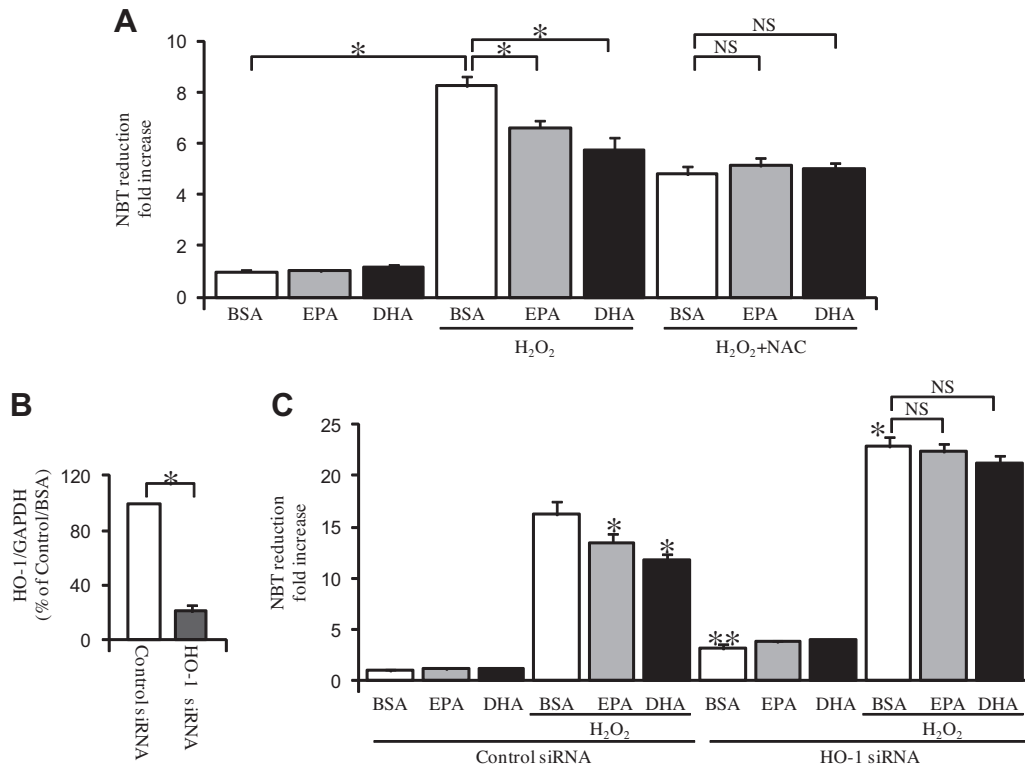 A
NBT reduction
fold increase
10
8
6
4
2
0
*
*
*
NS
NS
BSA EPA DHA BSA EPA DHA BSA EPA DHA
H₂O₂ H₂O₂+NAC
B
HO-1/GAPDH
(% of Control/BSA)
120
80
40
0
*
Control siRNA
HO-1 siRNA
C
NBT reduction
fold increase
25
20
15
10
5
0
*
*
**
*
NS
NS
BSA EPA DHA BSA EPA DHA BSA EPA DHA BSA EPA DHA
H₂O₂ H₂O₂
Control siRNA HO-1 siRNA